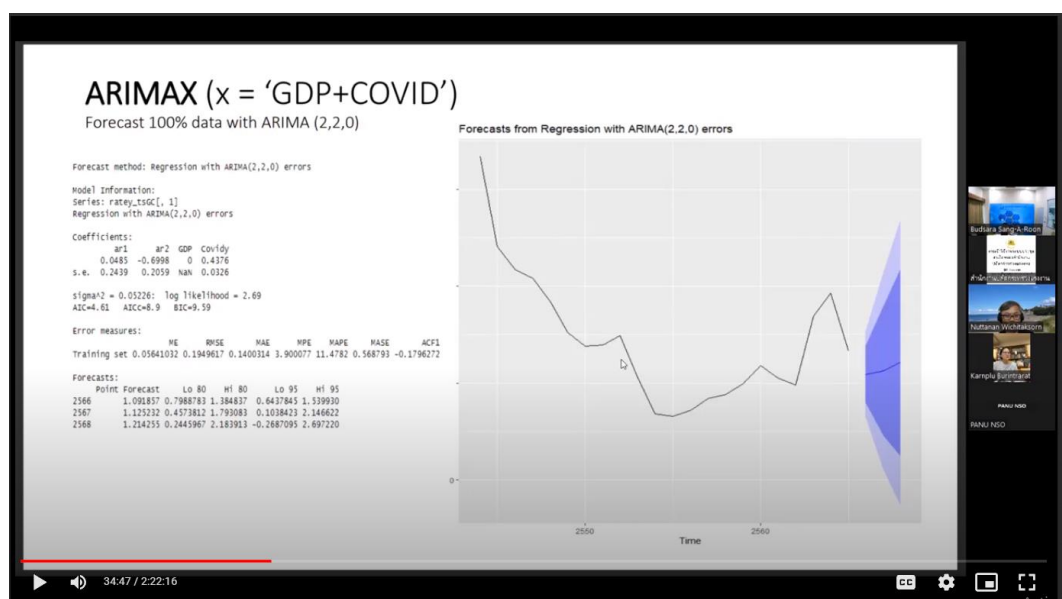 ARIMAX (x = ‘GDP+COVID’)
Forecast 100% data with ARIMA (2,2,0)
Forecast method: Regression with ARIMA(2,2,0) errors
Model Information:
Series: ratey_tsGC[, 1]
Regression with ARIMA(2,2,0) errors
Coefficients:
ar1 ar2 GDP Covidy
0.0485 -0.6998 0 0.4376
s.e. 0.2439 0.2059 NaN 0.0326
sigma^2 = 0.05226: log likelihood = 2.69
AIC=4.61 AICc=8.9 BIC=9.59
Error measures:
ME RMSE MAE MPE MAPE MASE ACF1
Training set 0.05641032 0.1949617 0.1400314 3.900077 11.4782 0.568793 -0.1796272
Forecasts:
Point Forecast Lo 80 Hi 80 Lo 95 Hi 95
2566 1.091857 0.7988783 1.384837 0.6437845 1.539930
2567 1.125232 0.4573812 1.793083 0.1038423 2.146622
2568 1.214255 0.2445967 2.183913 -0.2687095 2.697220
Forecasts from Regression with ARIMA(2,2,0) errors
0
2550 2560
Time
Budsara Sang-A-Roon
Nuttanan Wichitaksorn
Karnplu Burintrarat
PANU NSO
PANU NSO
34:47 / 2:22:16
CC